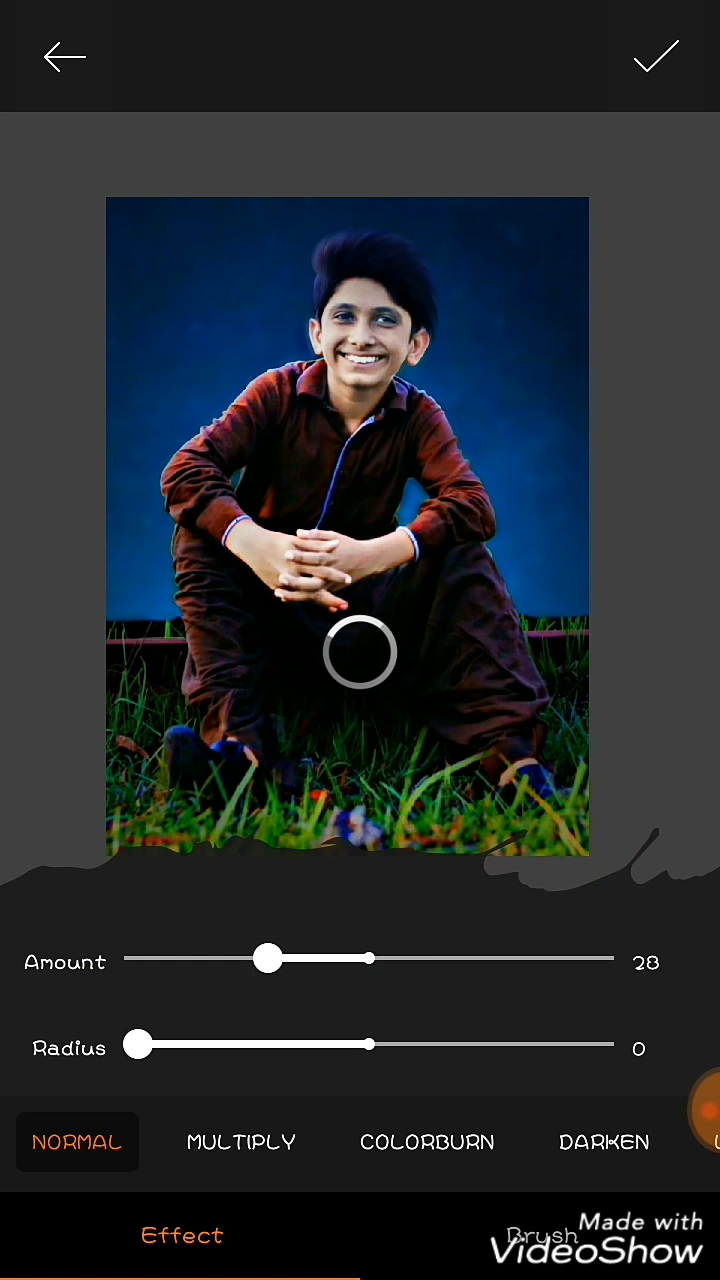 Amount 28
Radius 0
NORMAL MULTIPLY COLORBURN DARKEN
Effect Brush
Made with
VideoShow